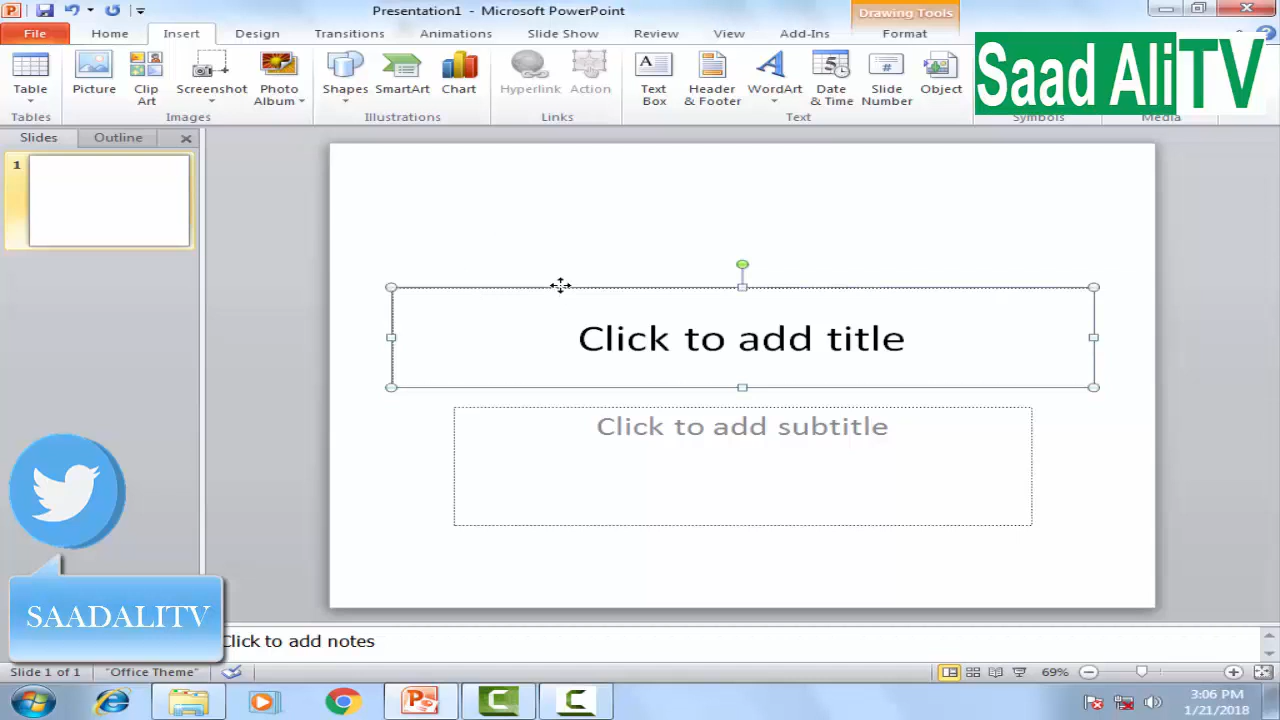 Presentation1 - Microsoft PowerPoint
Drawing Tools
File Home Insert Design Transitions Animations Slide Show Review View Add-Ins Format
Saad Ali TV
Table Picture Clip Art Screenshot Photo Album Shapes SmartArt Chart Hyperlink Action Text Box Header & Footer WordArt Date & Time Slide Number Object
Tables Images Illustrations Links Text Symbols Media
Slides Outline
1
Click to add title
Click to add subtitle
SAADALITV
Click to add notes
Slide 1 of 1 "Office Theme" 69%
3:06 PM
1/21/2018